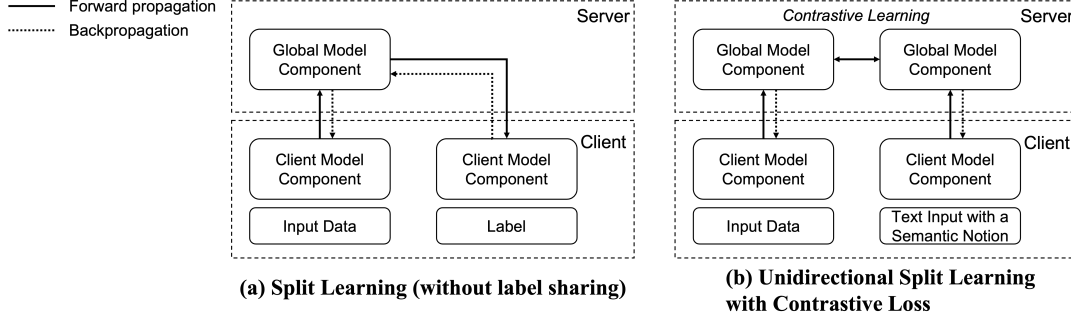 Forward propagation
Backpropagation
Server
Global Model
Component
Client
Client Model
Component
Client Model
Component
Input Data
Label
(a) Split Learning (without label sharing)
Contrastive Learning
Server
Global Model
Component
Global Model
Component
Client
Client Model
Component
Client Model
Component
Input Data
Text Input with a
Semantic Notion
(b) Unidirectional Split Learning
with Contrastive Loss